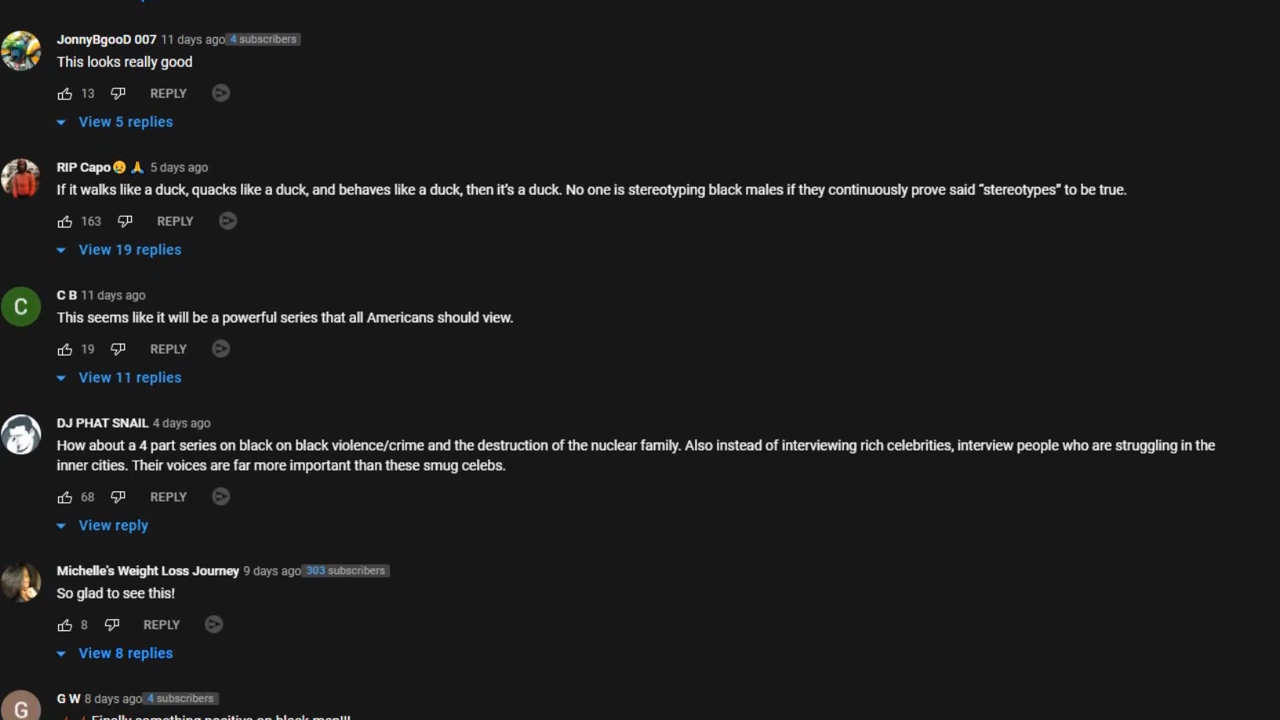 JonnyBgooD 007 11 days ago 4 subscribers
This looks really good
13 REPLY
View 5 replies
RIP Capo😢🙏 5 days ago
If it walks like a duck, quacks like a duck, and behaves like a duck, then it's a duck. No one is stereotyping black males if they continuously prove said “stereotypes” to be true.
163 REPLY
View 19 replies
C
C B 11 days ago
This seems like it will be a powerful series that all Americans should view.
19 REPLY
View 11 replies
DJ PHAT SNAIL 4 days ago
How about a 4 part series on black on black violence/crime and the destruction of the nuclear family. Also instead of interviewing rich celebrities, interview people who are struggling in the
inner cities. Their voices are far more important than these smug celebs.
68 REPLY
View reply
Michelle's Weight Loss Journey 9 days ago 303 subscribers
So glad to see this!
8 REPLY
View 8 replies
G
G W 8 days ago 4 subscribers
Finally something positive on black men!!!